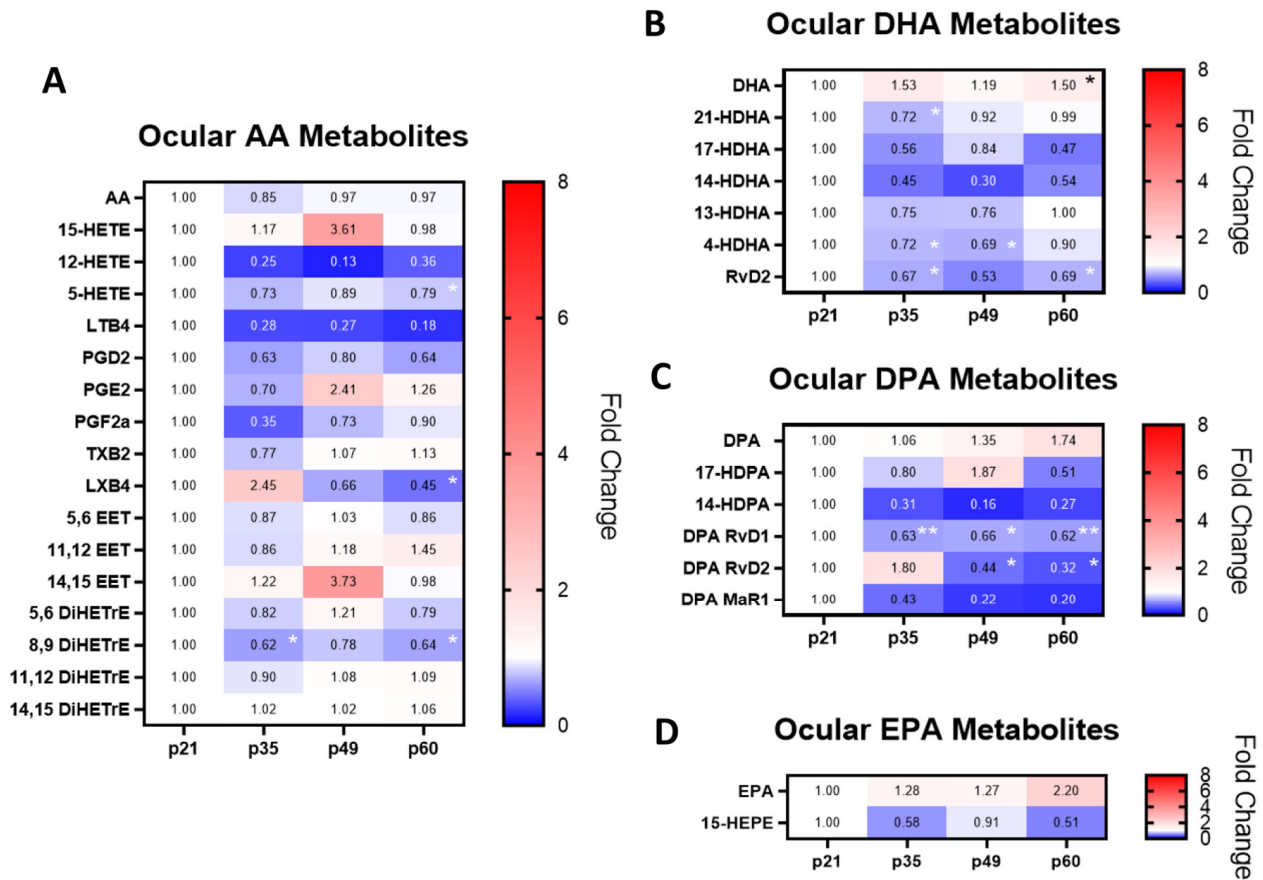 A
Ocular AA Metabolites
AA 1.00 0.85 0.97 0.97
15-HETE 1.00 1.17 3.61 0.98
12-HETE 1.00 0.25 0.13 0.36
5-HETE 1.00 0.73 0.89 0.79 *
LTB4 1.00 0.28 0.27 0.18
PGD2 1.00 0.63 0.80 0.64
PGE2 1.00 0.70 2.41 1.26
PGF2a 1.00 0.35 0.73 0.90
TXB2 1.00 0.77 1.07 1.13
LXB4 1.00 2.45 0.66 0.45 *
5,6 EET 1.00 0.87 1.03 0.86
11,12 EET 1.00 0.86 1.18 1.45
14,15 EET 1.00 1.22 3.73 0.98
5,6 DiHETrE 1.00 0.82 1.21 0.79
8,9 DiHETrE 1.00 0.62 * 0.78 0.64 *
11,12 DiHETrE 1.00 0.90 1.08 1.09
14,15 DiHETrE 1.00 1.02 1.02 1.06
p21 p35 p49 p60
8
6
4
2
0
Fold Change
B
Ocular DHA Metabolites
DHA 1.00 1.53 1.19 1.50 *
21-HDHA 1.00 0.72 * 0.92 0.99
17-HDHA 1.00 0.56 0.84 0.47
14-HDHA 1.00 0.45 0.30 0.54
13-HDHA 1.00 0.75 0.76 1.00
4-HDHA 1.00 0.72 * 0.69 * 0.90
RvD2 1.00 0.67 * 0.53 0.69 *
p21 p35 p49 p60
8
6
4
2
0
Fold Change
C
Ocular DPA Metabolites
DPA 1.00 1.06 1.35 1.74
17-HDPA 1.00 0.80 1.87 0.51
14-HDPA 1.00 0.31 0.16 0.27
DPA RvD1 1.00 0.63 ** 0.66 * 0.62 **
DPA RvD2 1.00 1.80 0.44 * 0.32 *
DPA MaR1 1.00 0.43 0.22 0.20
p21 p35 p49 p60
8
6
4
2
0
Fold Change
D
Ocular EPA Metabolites
EPA 1.00 1.28 1.27 2.20
15-HEPE 1.00 0.58 0.91 0.51
p21 p35 p49 p60
8
6
4
2
0
Fold Change